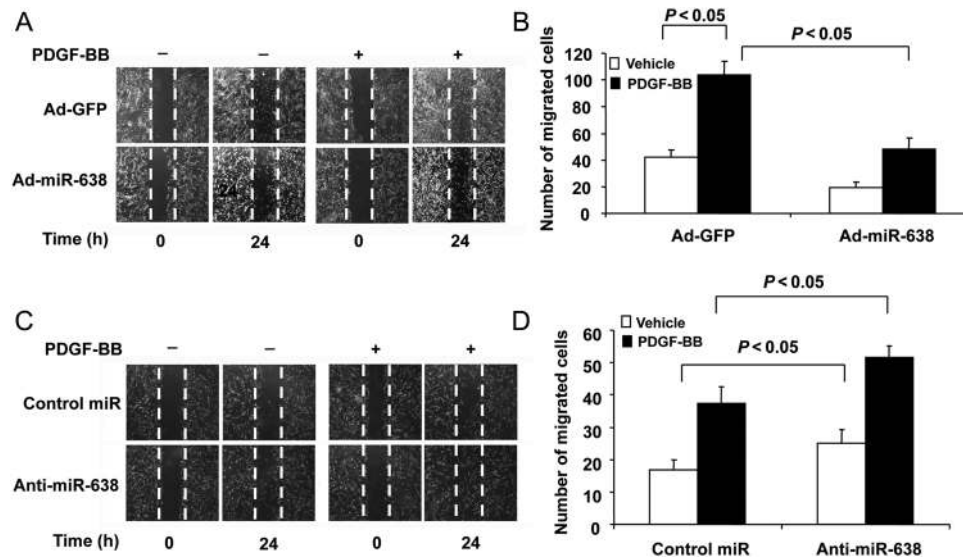 A
PDGF-BB
–
–
+
+
Ad-GFP
Ad-miR-638
24
Time (h)
0
24
0
24
B
P < 0.05
P < 0.05
Vehicle
PDGF-BB
Number of migrated cells
120
100
80
60
40
20
0
Ad-GFP
Ad-miR-638
C
PDGF-BB
–
–
+
+
Control miR
Anti-miR-638
Time (h)
0
24
0
24
D
P < 0.05
Vehicle
PDGF-BB
P < 0.05
Number of migrated cells
60
50
40
30
20
10
0
Control miR
Anti-miR-638